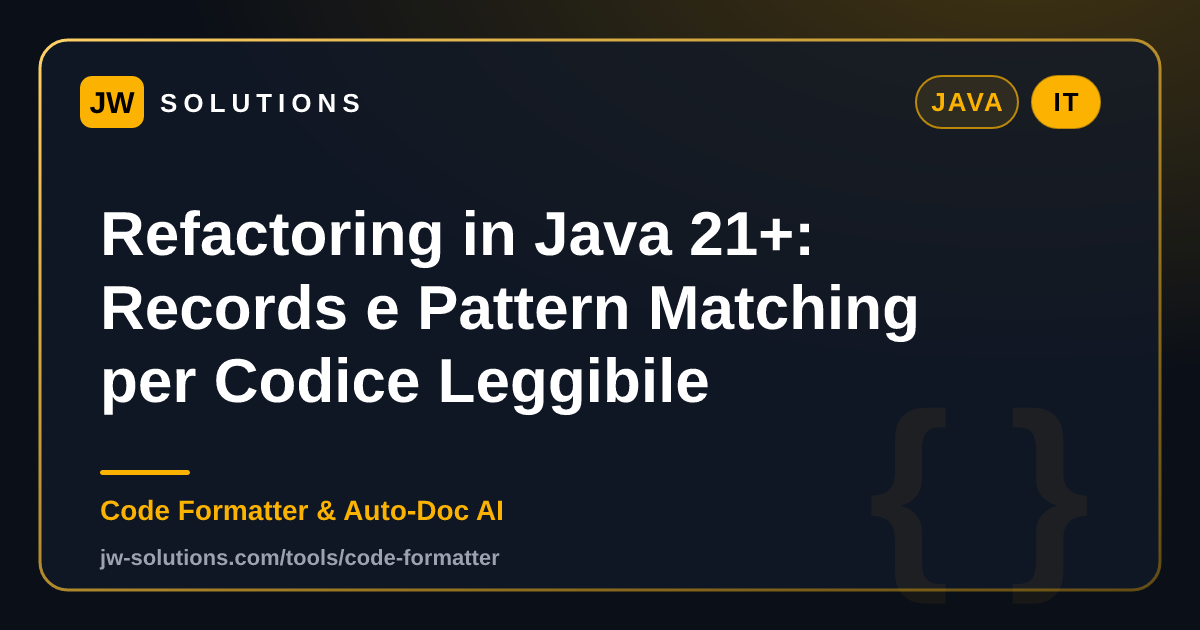 JW SOLUTIONS
JAVA IT
Refactoring in Java 21+:
Records e Pattern Matching
per Codice Leggibile
Code Formatter & Auto-Doc AI
jw-solutions.com/tools/code-formatter
{ }